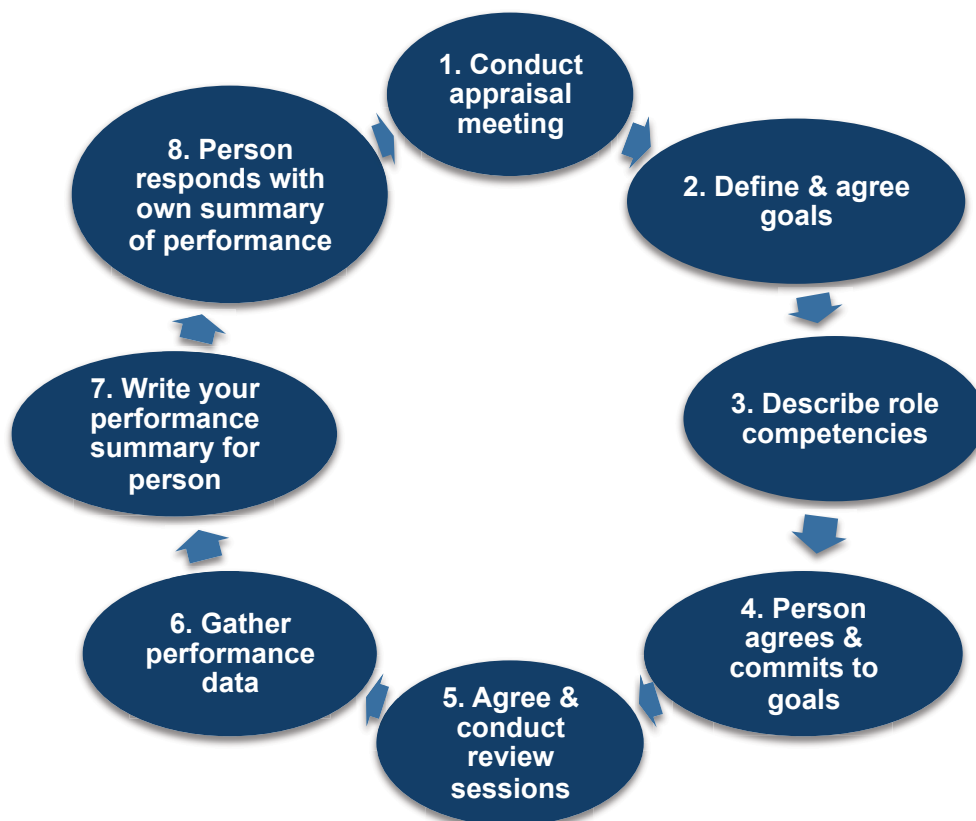 1. Conduct
appraisal
meeting
2. Define & agree
goals
3. Describe role
competencies
4. Person
agrees &
commits to
goals
5. Agree &
conduct
review
sessions
6. Gather
performance
data
7. Write your
performance
summary for
person
8. Person
responds with
own summary
of performance